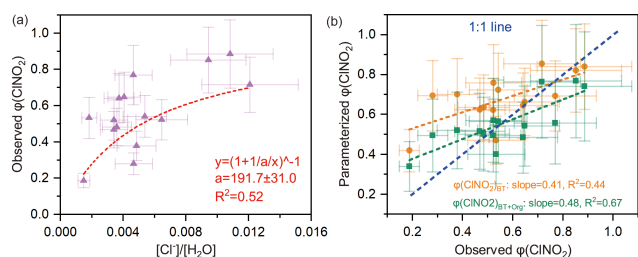 (a)
Observed φ(ClNO₂)
1.0
0.8
0.6
0.4
0.2
0.0
y=(1+1/a/x)^-1
a=191.7±31.0
R²=0.52
0.000
0.004
0.008
0.012
0.016
[Cl⁻]/[H₂O]
(b)
Parameterized φ(ClNO₂)
1.0
0.8
0.6
0.4
0.2
1:1 line
φ(ClNO₂)BT: slope=0.41, R²=0.44
φ(ClNO2)BT+Org: slope=0.48, R²=0.67
0.2
0.4
0.6
0.8
1.0
Observed φ(ClNO₂)